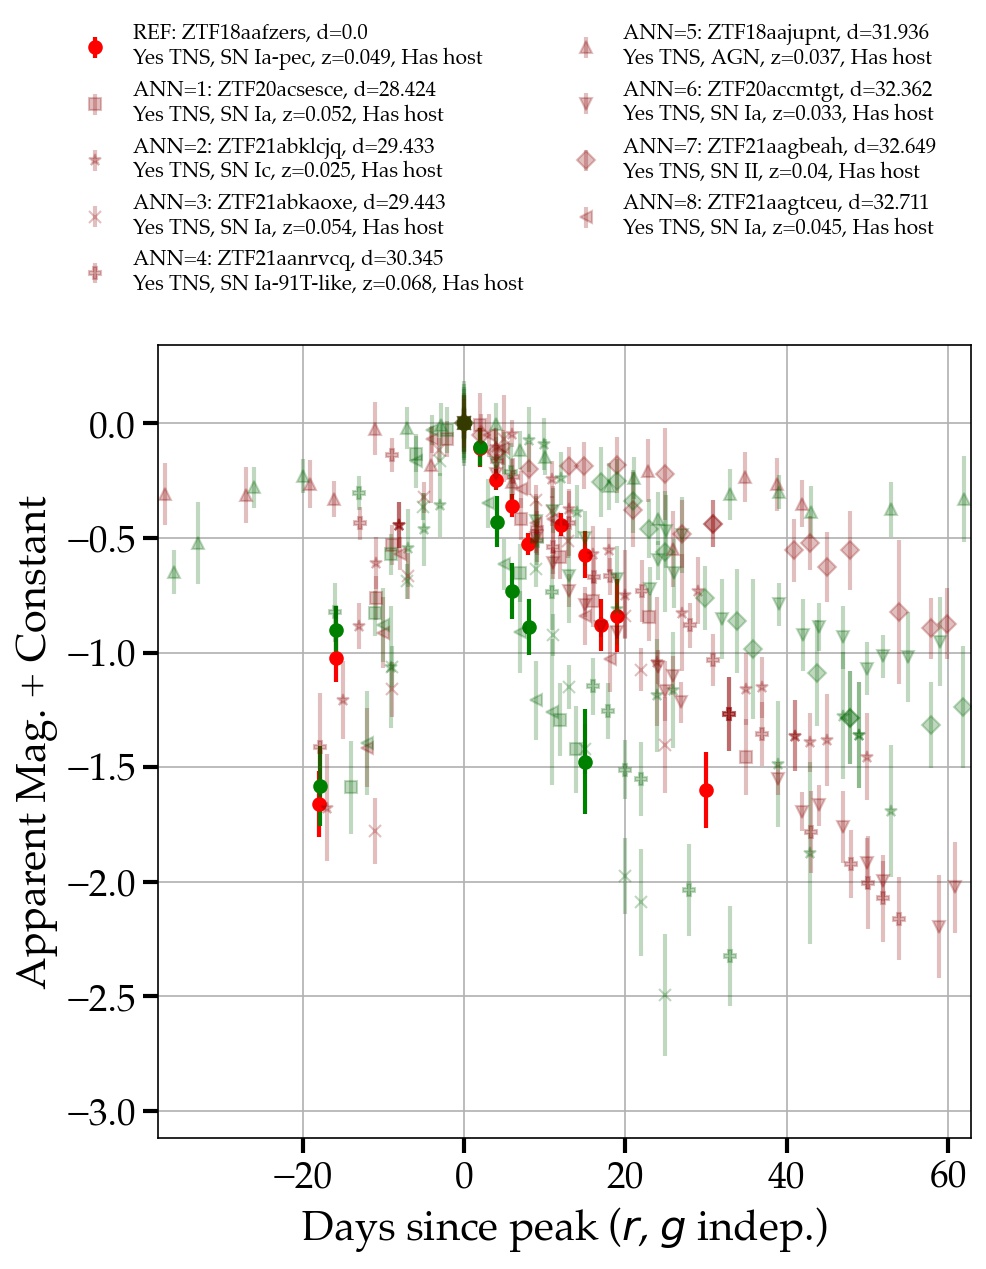 REF: ZTF18aafzers, d=0.0
Yes TNS, SN Ia-pec, z=0.049, Has host
ANN=1: ZTF20acsesce, d=28.424
Yes TNS, SN Ia, z=0.052, Has host
ANN=2: ZTF21abklcjq, d=29.433
Yes TNS, SN Ic, z=0.025, Has host
ANN=3: ZTF21abkaoxe, d=29.443
Yes TNS, SN Ia, z=0.054, Has host
ANN=4: ZTF21aanrvcq, d=30.345
Yes TNS, SN Ia-91T-like, z=0.068, Has host
ANN=5: ZTF18aajupnt, d=31.936
Yes TNS, AGN, z=0.037, Has host
ANN=6: ZTF20accmtgt, d=32.362
Yes TNS, SN Ia, z=0.033, Has host
ANN=7: ZTF21aagbeah, d=32.649
Yes TNS, SN II, z=0.04, Has host
ANN=8: ZTF21aagtceu, d=32.711
Yes TNS, SN Ia, z=0.045, Has host
Apparent Mag. + Constant
0.0
−0.5
−1.0
−1.5
−2.0
−2.5
−3.0
−20 0 20 40 60
Days since peak (r, g indep.)